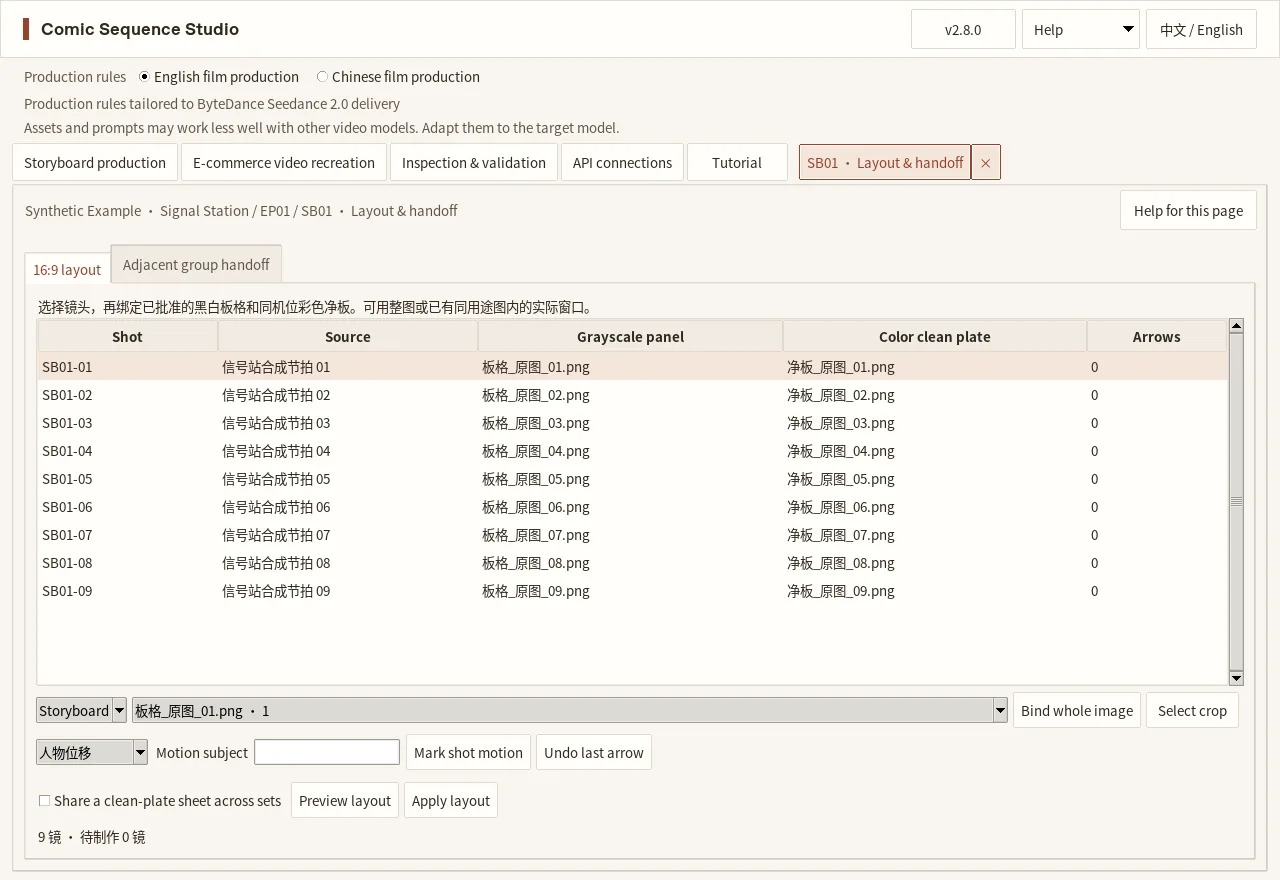 Comic Sequence Studio
v2.8.0
Help
中文 / English
Production rules
English film production
Chinese film production
Production rules tailored to ByteDance Seedance 2.0 delivery
Assets and prompts may work less well with other video models. Adapt them to the target model.
Storyboard production
E-commerce video recreation
Inspection & validation
API connections
Tutorial
SB01 · Layout & handoff
×
Synthetic Example · Signal Station / EP01 / SB01 · Layout & handoff
Help for this page
16:9 layout
Adjacent group handoff
选择镜头，再绑定已批准的黑白板格和同机位彩色净板。可用整图或已有同用途图内的实际窗口。
Shot Source Grayscale panel Color clean plate Arrows
SB01-01 信号站合成节拍 01 板格_原图_01.png 净板_原图_01.png 0
SB01-02 信号站合成节拍 02 板格_原图_02.png 净板_原图_02.png 0
SB01-03 信号站合成节拍 03 板格_原图_03.png 净板_原图_03.png 0
SB01-04 信号站合成节拍 04 板格_原图_04.png 净板_原图_04.png 0
SB01-05 信号站合成节拍 05 板格_原图_05.png 净板_原图_05.png 0
SB01-06 信号站合成节拍 06 板格_原图_06.png 净板_原图_06.png 0
SB01-07 信号站合成节拍 07 板格_原图_07.png 净板_原图_07.png 0
SB01-08 信号站合成节拍 08 板格_原图_08.png 净板_原图_08.png 0
SB01-09 信号站合成节拍 09 板格_原图_09.png 净板_原图_09.png 0
Storyboard
板格_原图_01.png · 1
Bind whole image
Select crop
人物位移
Motion subject
Mark shot motion
Undo last arrow
Share a clean-plate sheet across sets
Preview layout
Apply layout
9 镜 · 待制作 0 镜